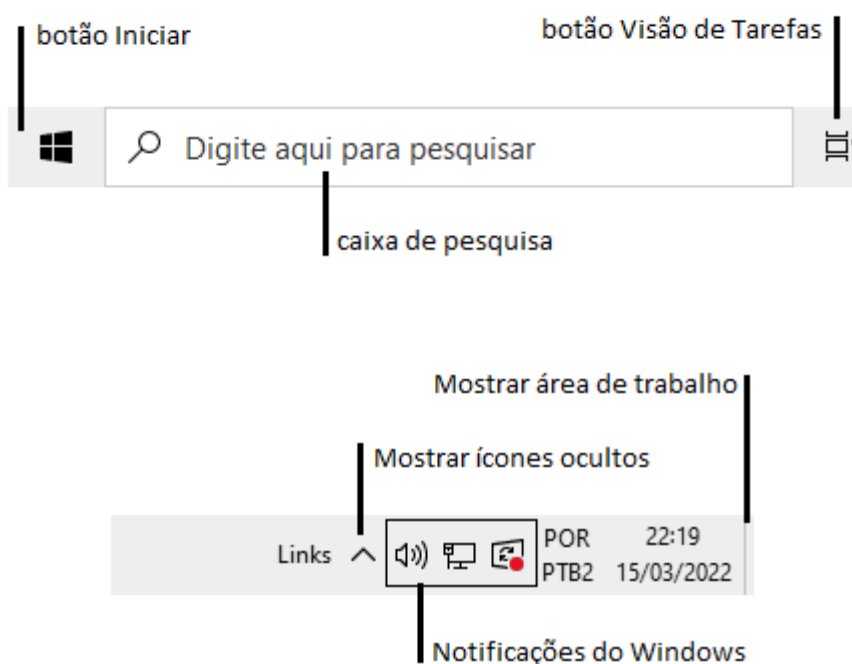 botão Iniciar
botão Visão de Tarefas
Digite aqui para pesquisar
caixa de pesquisa
Mostrar área de trabalho
Mostrar ícones ocultos
Links
POR
22:19
PTB2
15/03/2022
Notificações do Windows